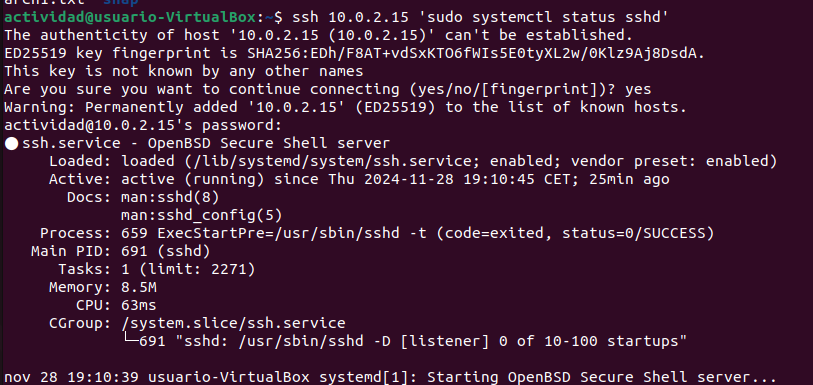 arch1.txt snap
actividad@usuario-VirtualBox:~$ ssh 10.0.2.15 'sudo systemctl status sshd'
The authenticity of host '10.0.2.15 (10.0.2.15)' can't be established.
ED25519 key fingerprint is SHA256:EDh/F8AT+vdSxKTO6fWIs5E0tyXL2w/0Klz9Aj8DsdA.
This key is not known by any other names
Are you sure you want to continue connecting (yes/no/[fingerprint])? yes
Warning: Permanently added '10.0.2.15' (ED25519) to the list of known hosts.
actividad@10.0.2.15's password:
● ssh.service - OpenBSD Secure Shell server
Loaded: loaded (/lib/systemd/system/ssh.service; enabled; vendor preset: enabled)
Active: active (running) since Thu 2024-11-28 19:10:45 CET; 25min ago
Docs: man:sshd(8)
man:sshd_config(5)
Process: 659 ExecStartPre=/usr/sbin/sshd -t (code=exited, status=0/SUCCESS)
Main PID: 691 (sshd)
Tasks: 1 (limit: 2271)
Memory: 8.5M
CPU: 63ms
CGroup: /system.slice/ssh.service
└─691 "sshd: /usr/sbin/sshd -D [listener] 0 of 10-100 startups"
nov 28 19:10:39 usuario-VirtualBox systemd[1]: Starting OpenBSD Secure Shell server...